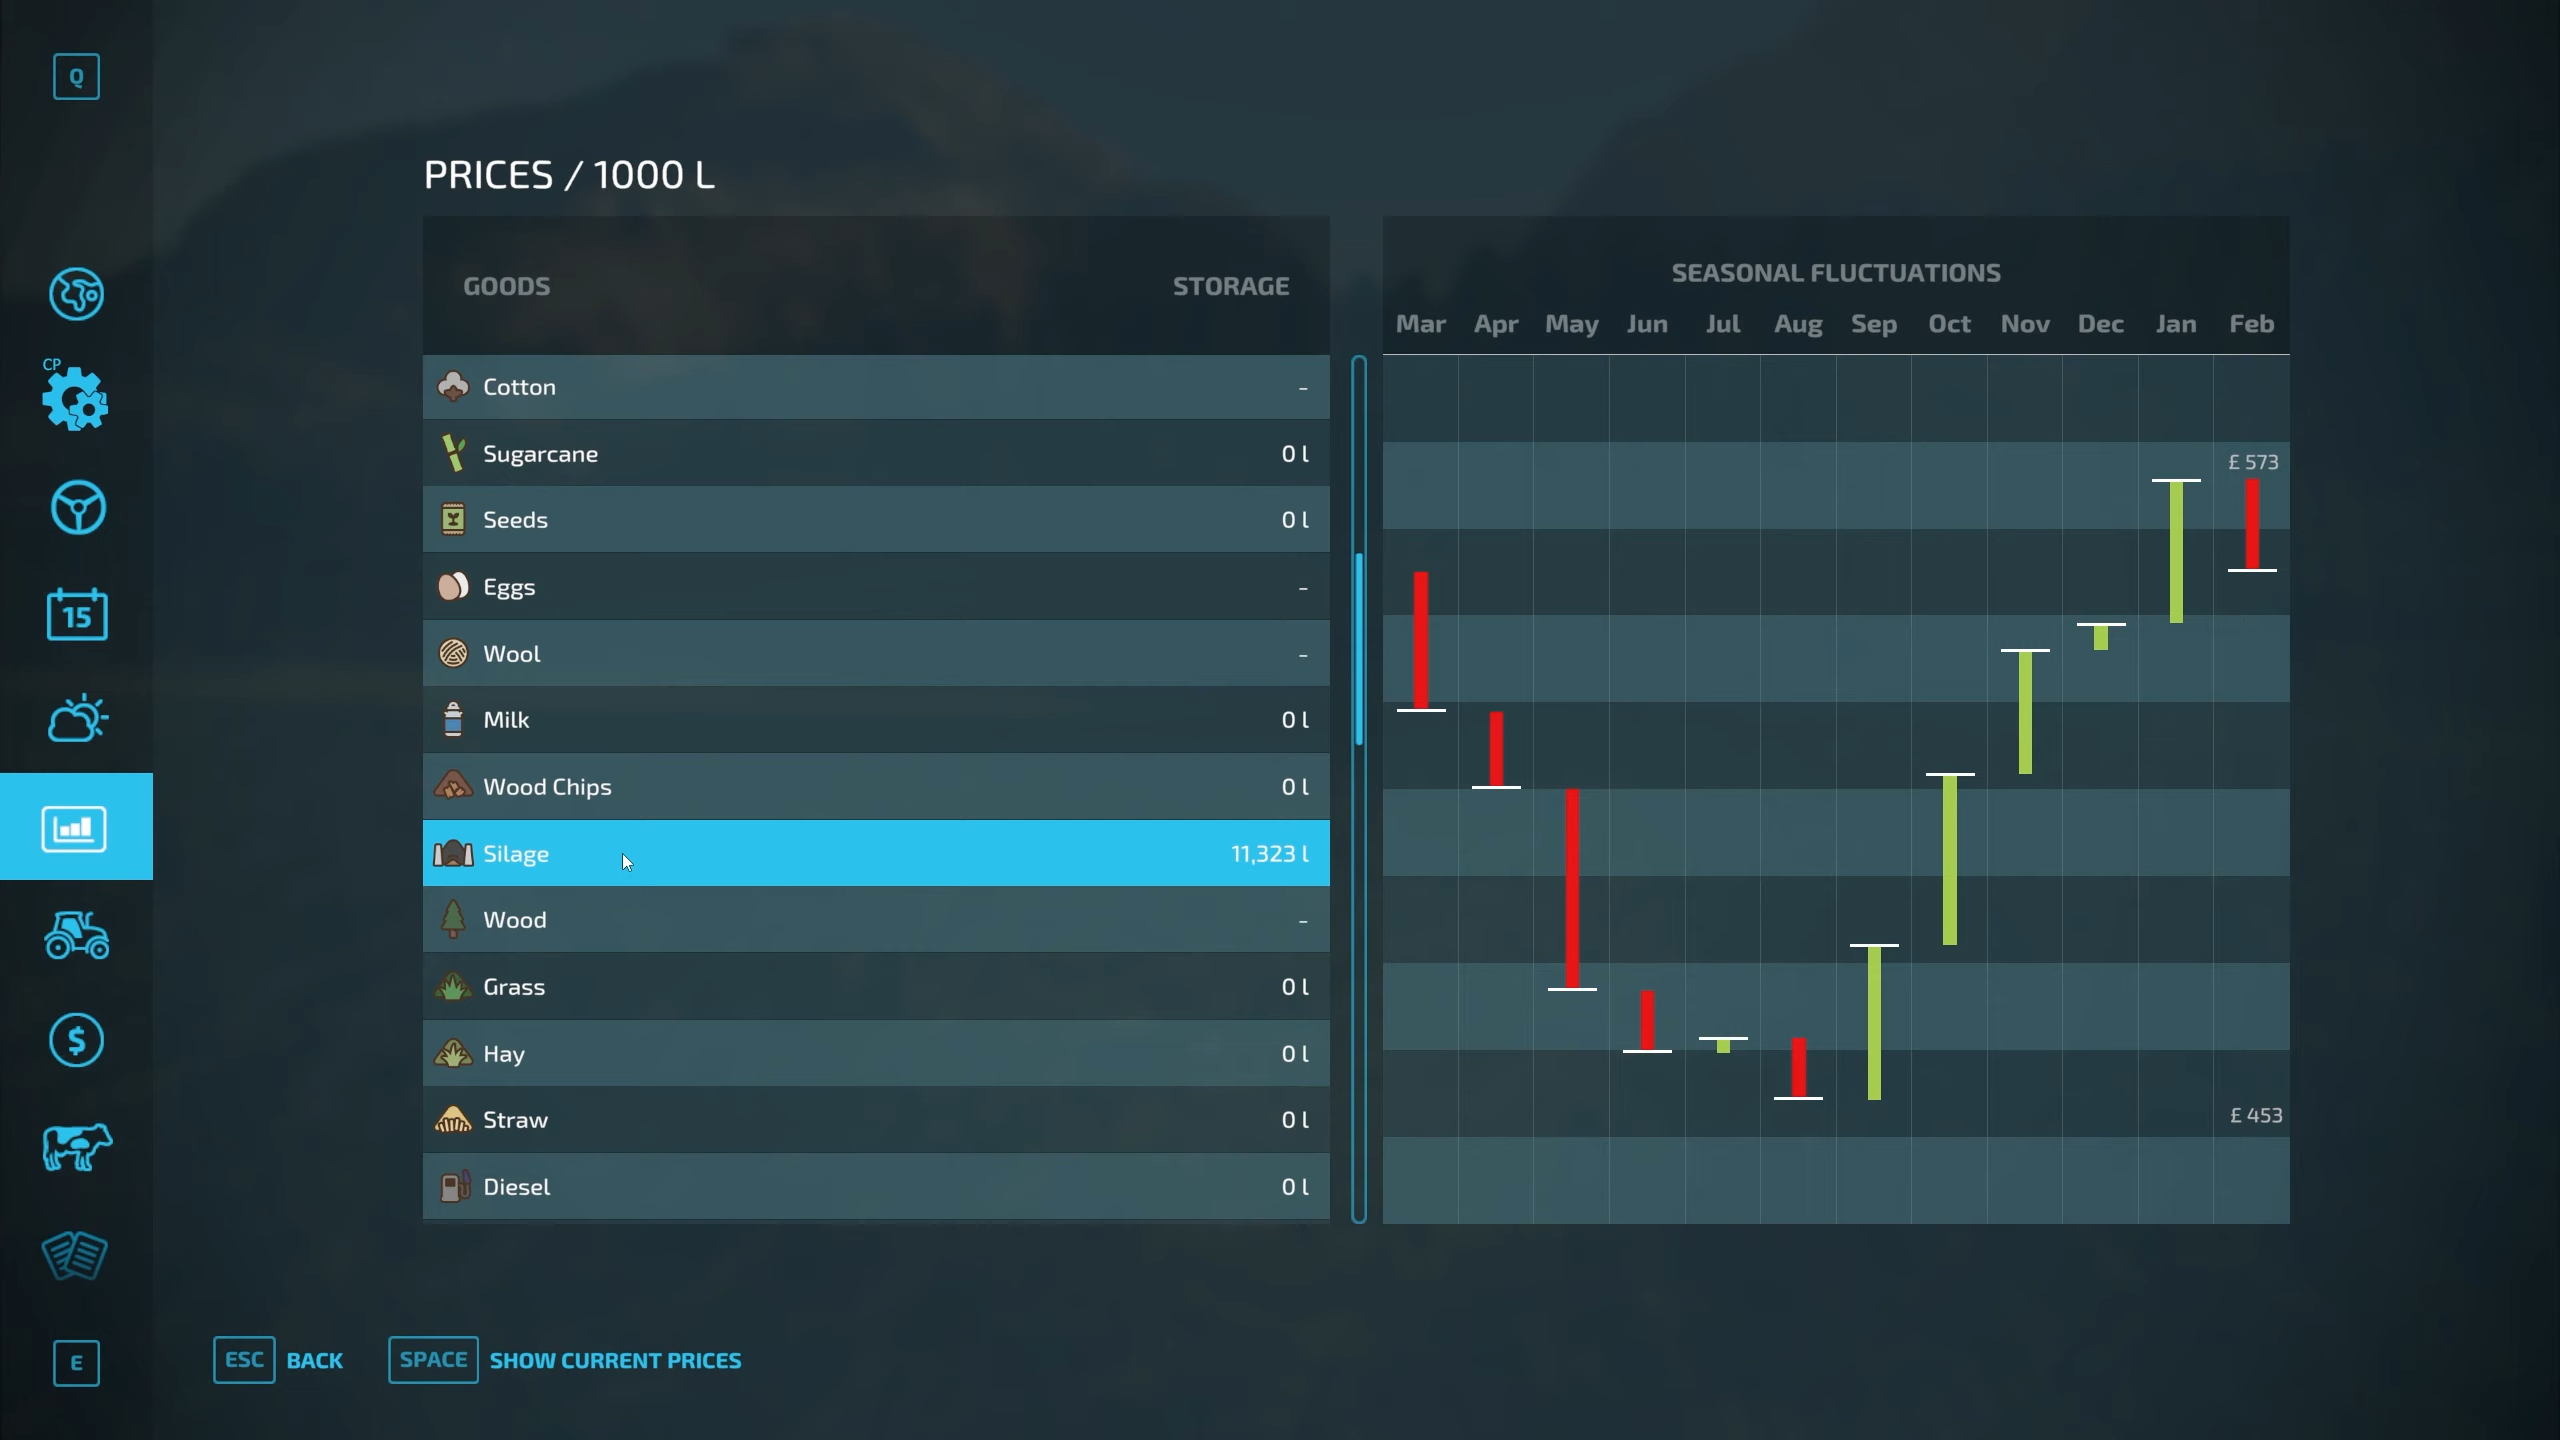 Q
PRICES / 1000 L
GOODS STORAGE
SEASONAL FLUCTUATIONS
Mar Apr May Jun Jul Aug Sep Oct Nov Dec Jan Feb
CP
15
$
E
Cotton -
Sugarcane 0 l
Seeds 0 l
Eggs -
Wool -
Milk 0 l
Wood Chips 0 l
Silage 11,323 l
Wood -
Grass 0 l
Hay 0 l
Straw 0 l
Diesel 0 l
£ 573
£ 453
ESC BACK SPACE SHOW CURRENT PRICES